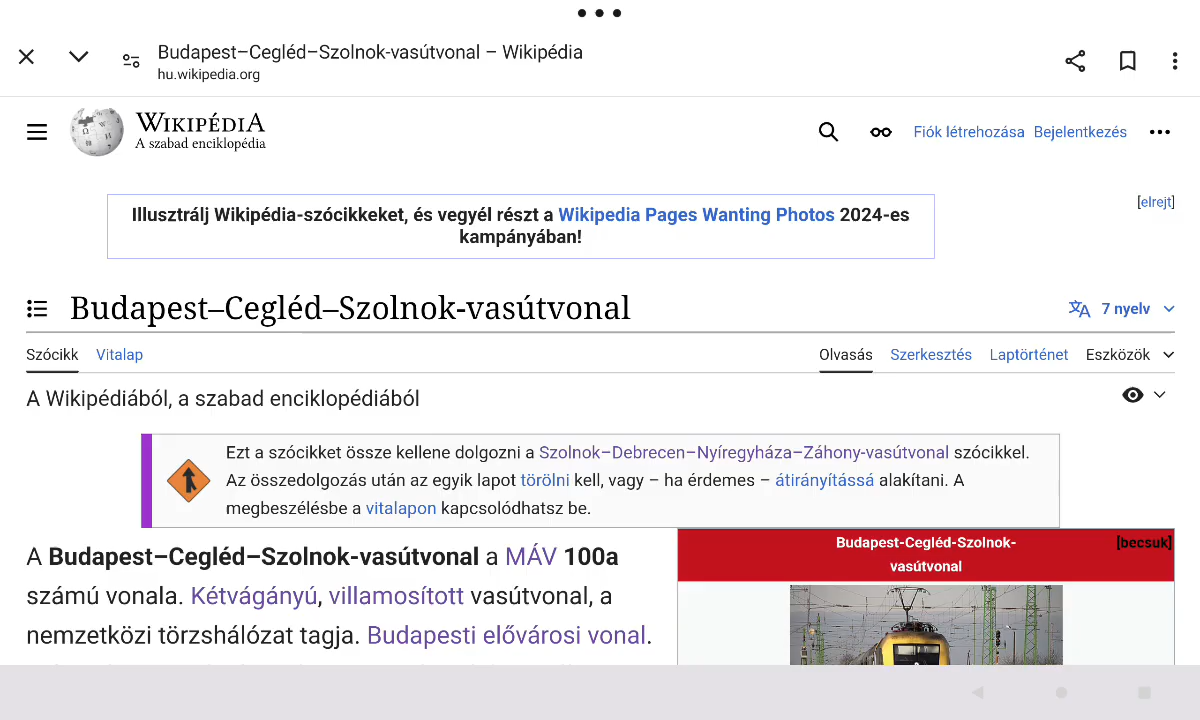 Budapest–Cegléd–Szolnok-vasútvonal – Wikipédia
hu.wikipedia.org
WIKIPÉDIA
A szabad enciklopédia
Fiók létrehozása Bejelentkezés
Illusztrálj Wikipédia-szócikkeket, és vegyél részt a Wikipedia Pages Wanting Photos 2024-es
kampányában!
[elrejt]
Budapest–Cegléd–Szolnok-vasútvonal
7 nyelv
Szócikk Vitalap
Olvasás Szerkesztés Laptörténet Eszközök
A Wikipédiából, a szabad enciklopédiából
Ezt a szócikket össze kellene dolgozni a Szolnok–Debrecen–Nyíregyháza–Záhony-vasútvonal szócikkel.
Az összedolgozás után az egyik lapot törölni kell, vagy – ha érdemes – átirányítássá alakítani. A
megbeszélésbe a vitalapon kapcsolódhatsz be.
A Budapest–Cegléd–Szolnok-vasútvonal a MÁV 100a
számú vonala. Kétvágányú, villamosított vasútvonal, a
nemzetközi törzshálózat tagja. Budapesti elővárosi vonal.
Budapest-Cegléd-Szolnok-
vasútvonal
[becsuk]